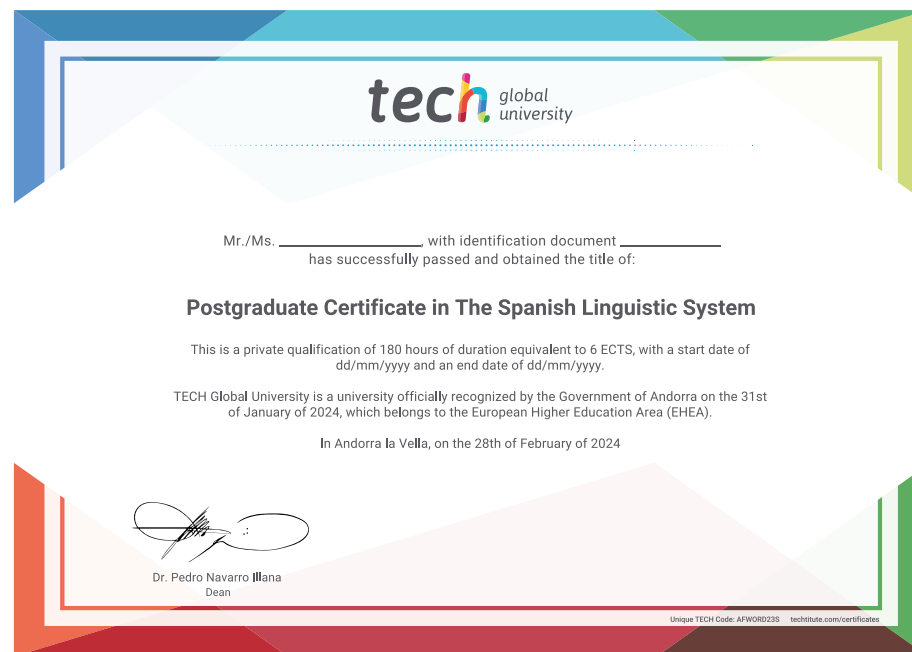 tech global
university
Mr./Ms. ____________, with identification document ____________
has successfully passed and obtained the title of:
Postgraduate Certificate in The Spanish Linguistic System
This is a private qualification of 180 hours of duration equivalent to 6 ECTS, with a start date of
dd/mm/yyyy and an end date of dd/mm/yyyy.
TECH Global University is a university officially recognized by the Government of Andorra on the 31st
of January of 2024, which belongs to the European Higher Education Area (EHEA).
In Andorra la Vella, on the 28th of February of 2024
Dr. Pedro Navarro Illana
Dean
Unique TECH Code: AFWORD23S techtitute.com/certificates